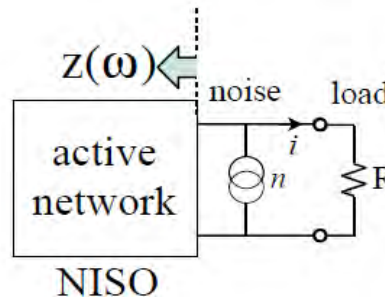 z(ω)
noise load
active
network
i
n
R
NISO